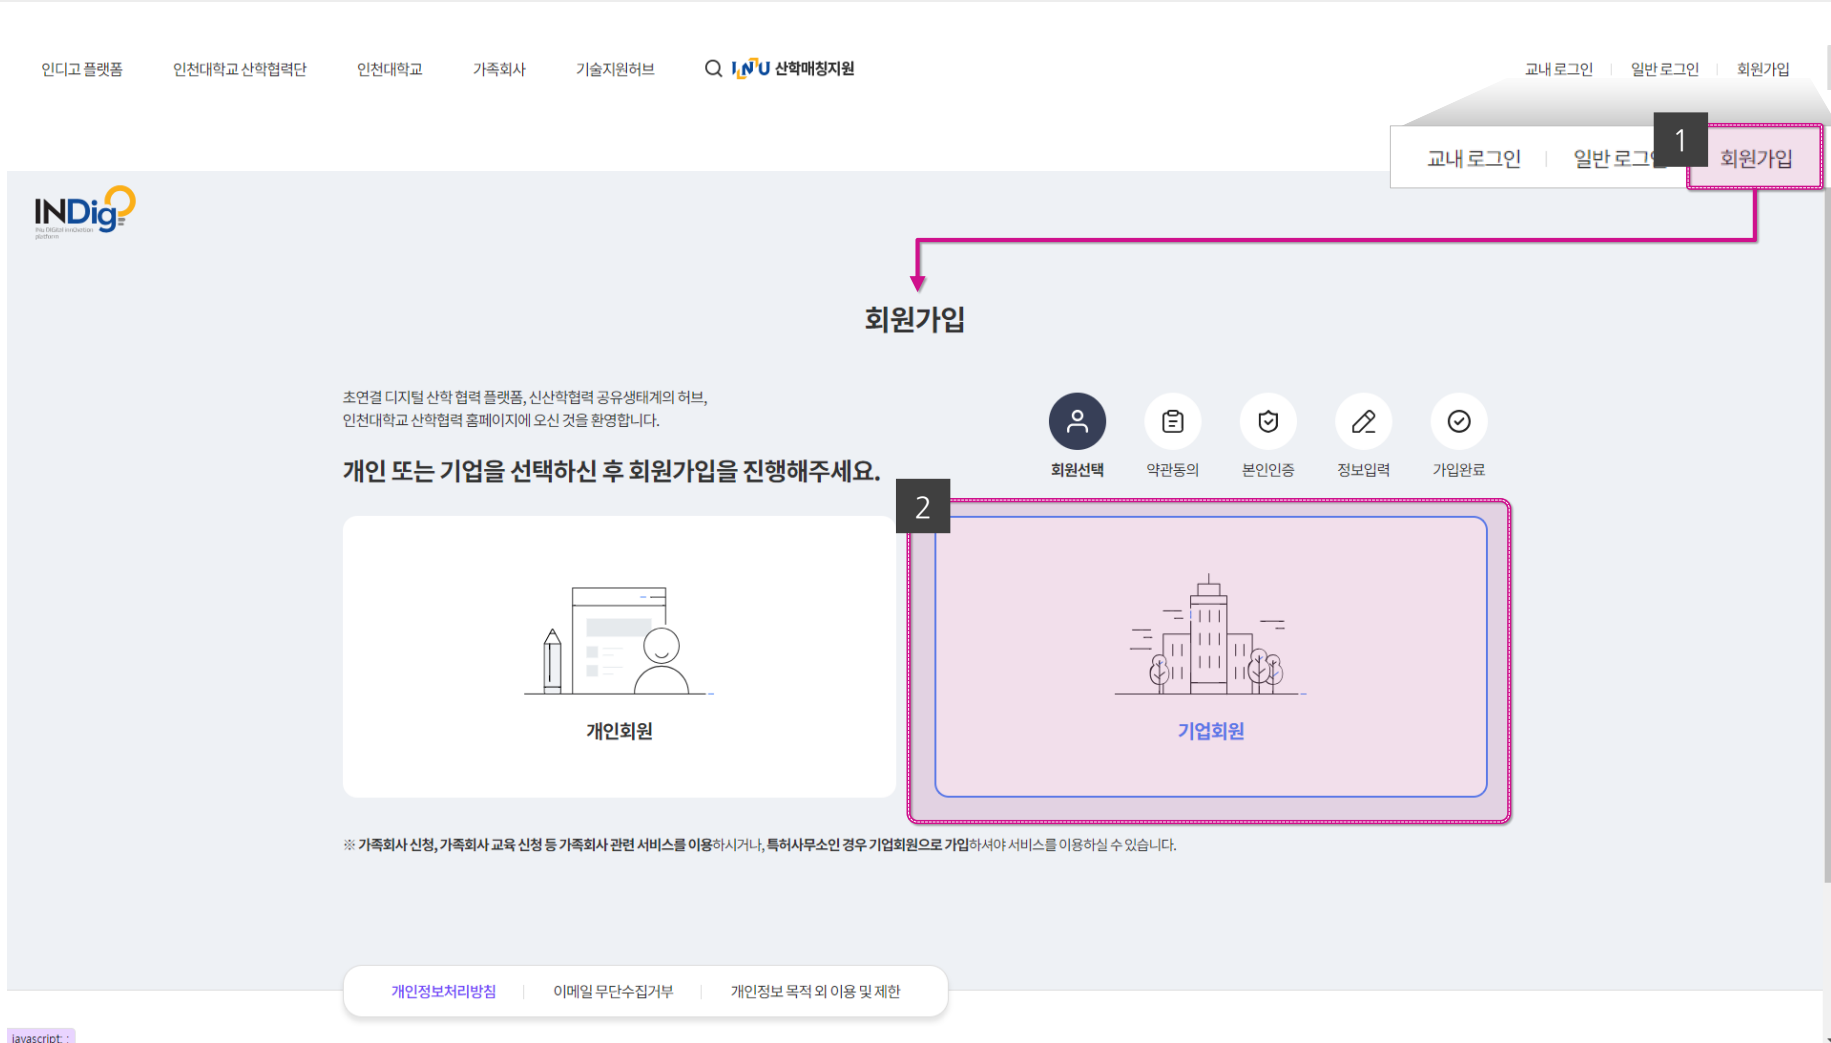 인디고 플랫폼 인천대학교 산학협력단 인천대학교 가족회사 기술지원허브 INU 산학매칭지원 교내 로그인 일반 로그인 회원가입
교내 로그인 일반 로그인 1 회원가입
INDigo
INU DIGital innovation
platform
회원가입
초연결 디지털 산학 협력 플랫폼, 신산학협력 공유생태계의 허브,
인천대학교 산학협력 홈페이지에 오신 것을 환영합니다.
개인 또는 기업을 선택하신 후 회원가입을 진행해주세요.
회원선택 약관동의 본인인증 정보입력 가입완료
2
개인회원 기업회원
※ 가족회사 신청, 가족회사 교육 신청 등 가족회사 관련 서비스를 이용하시거나, 특허사무소인 경우 기업회원으로 가입하셔야 서비스를 이용하실 수 있습니다.
개인정보처리방침 이메일 무단수집거부 개인정보 목적 외 이용 및 제한
javascript: ;